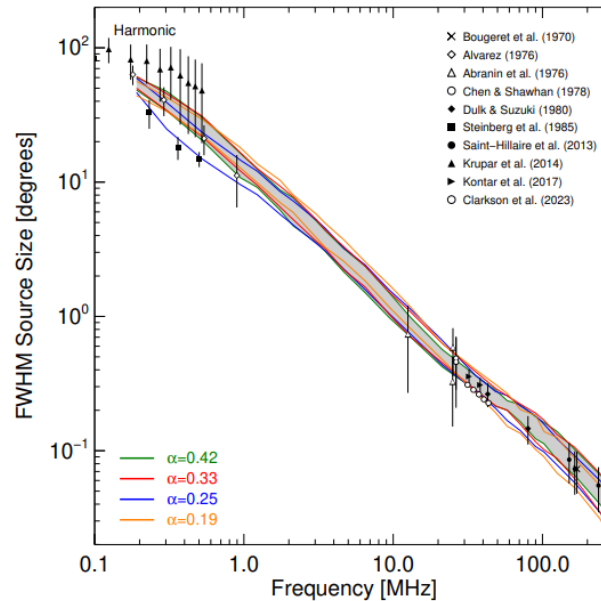 Harmonic
Bougeret et al. (1970)
Alvarez (1976)
Abranin et al. (1976)
Chen & Shawhan (1978)
Dulk & Suzuki (1980)
Steinberg et al. (1985)
Saint-Hillaire et al. (2013)
Krupar et al. (2014)
Kontar et al. (2017)
Clarkson et al. (2023)
FWHM Source Size [degrees]
10²
10¹
10⁰
10⁻¹
α=0.42
α=0.33
α=0.25
α=0.19
0.1 1.0 10.0 100.0
Frequency [MHz]